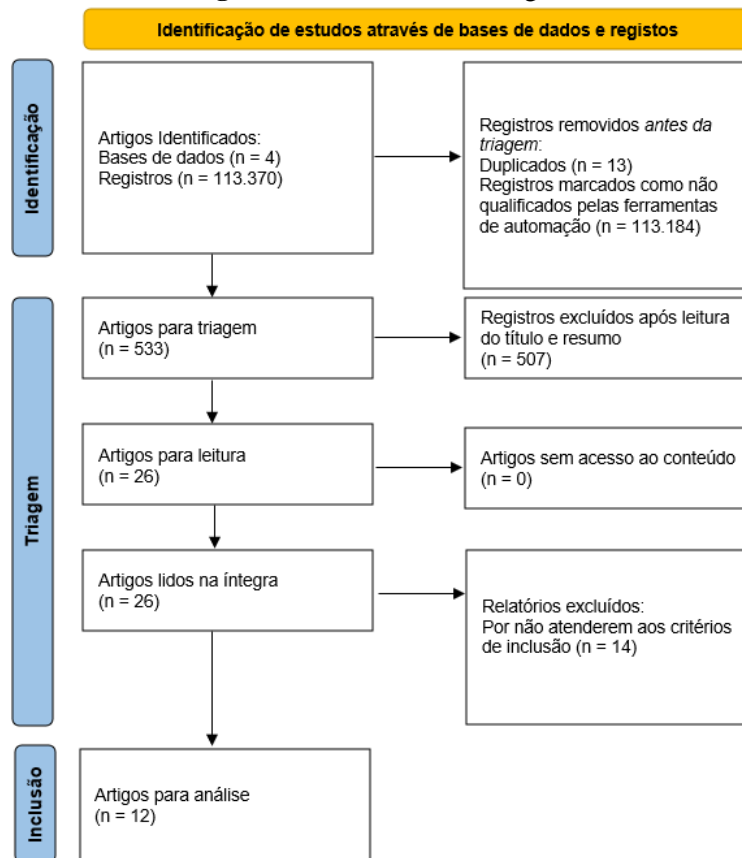 Identificação de estudos através de bases de dados e registos
Identificação
Artigos Identificados:
Bases de dados (n = 4)
Registros (n = 113.370)
Registros removidos antes da
triagem:
Duplicados (n = 13)
Registros marcados como não
qualificados pelas ferramentas
de automação (n = 113.184)
Triagem
Artigos para triagem
(n = 533)
Registros excluídos após leitura
do título e resumo
(n = 507)
Artigos para leitura
(n = 26)
Artigos sem acesso ao conteúdo
(n = 0)
Artigos lidos na íntegra
(n = 26)
Relatórios excluídos:
Por não atenderem aos critérios
de inclusão (n = 14)
Inclusão
Artigos para análise
(n = 12)